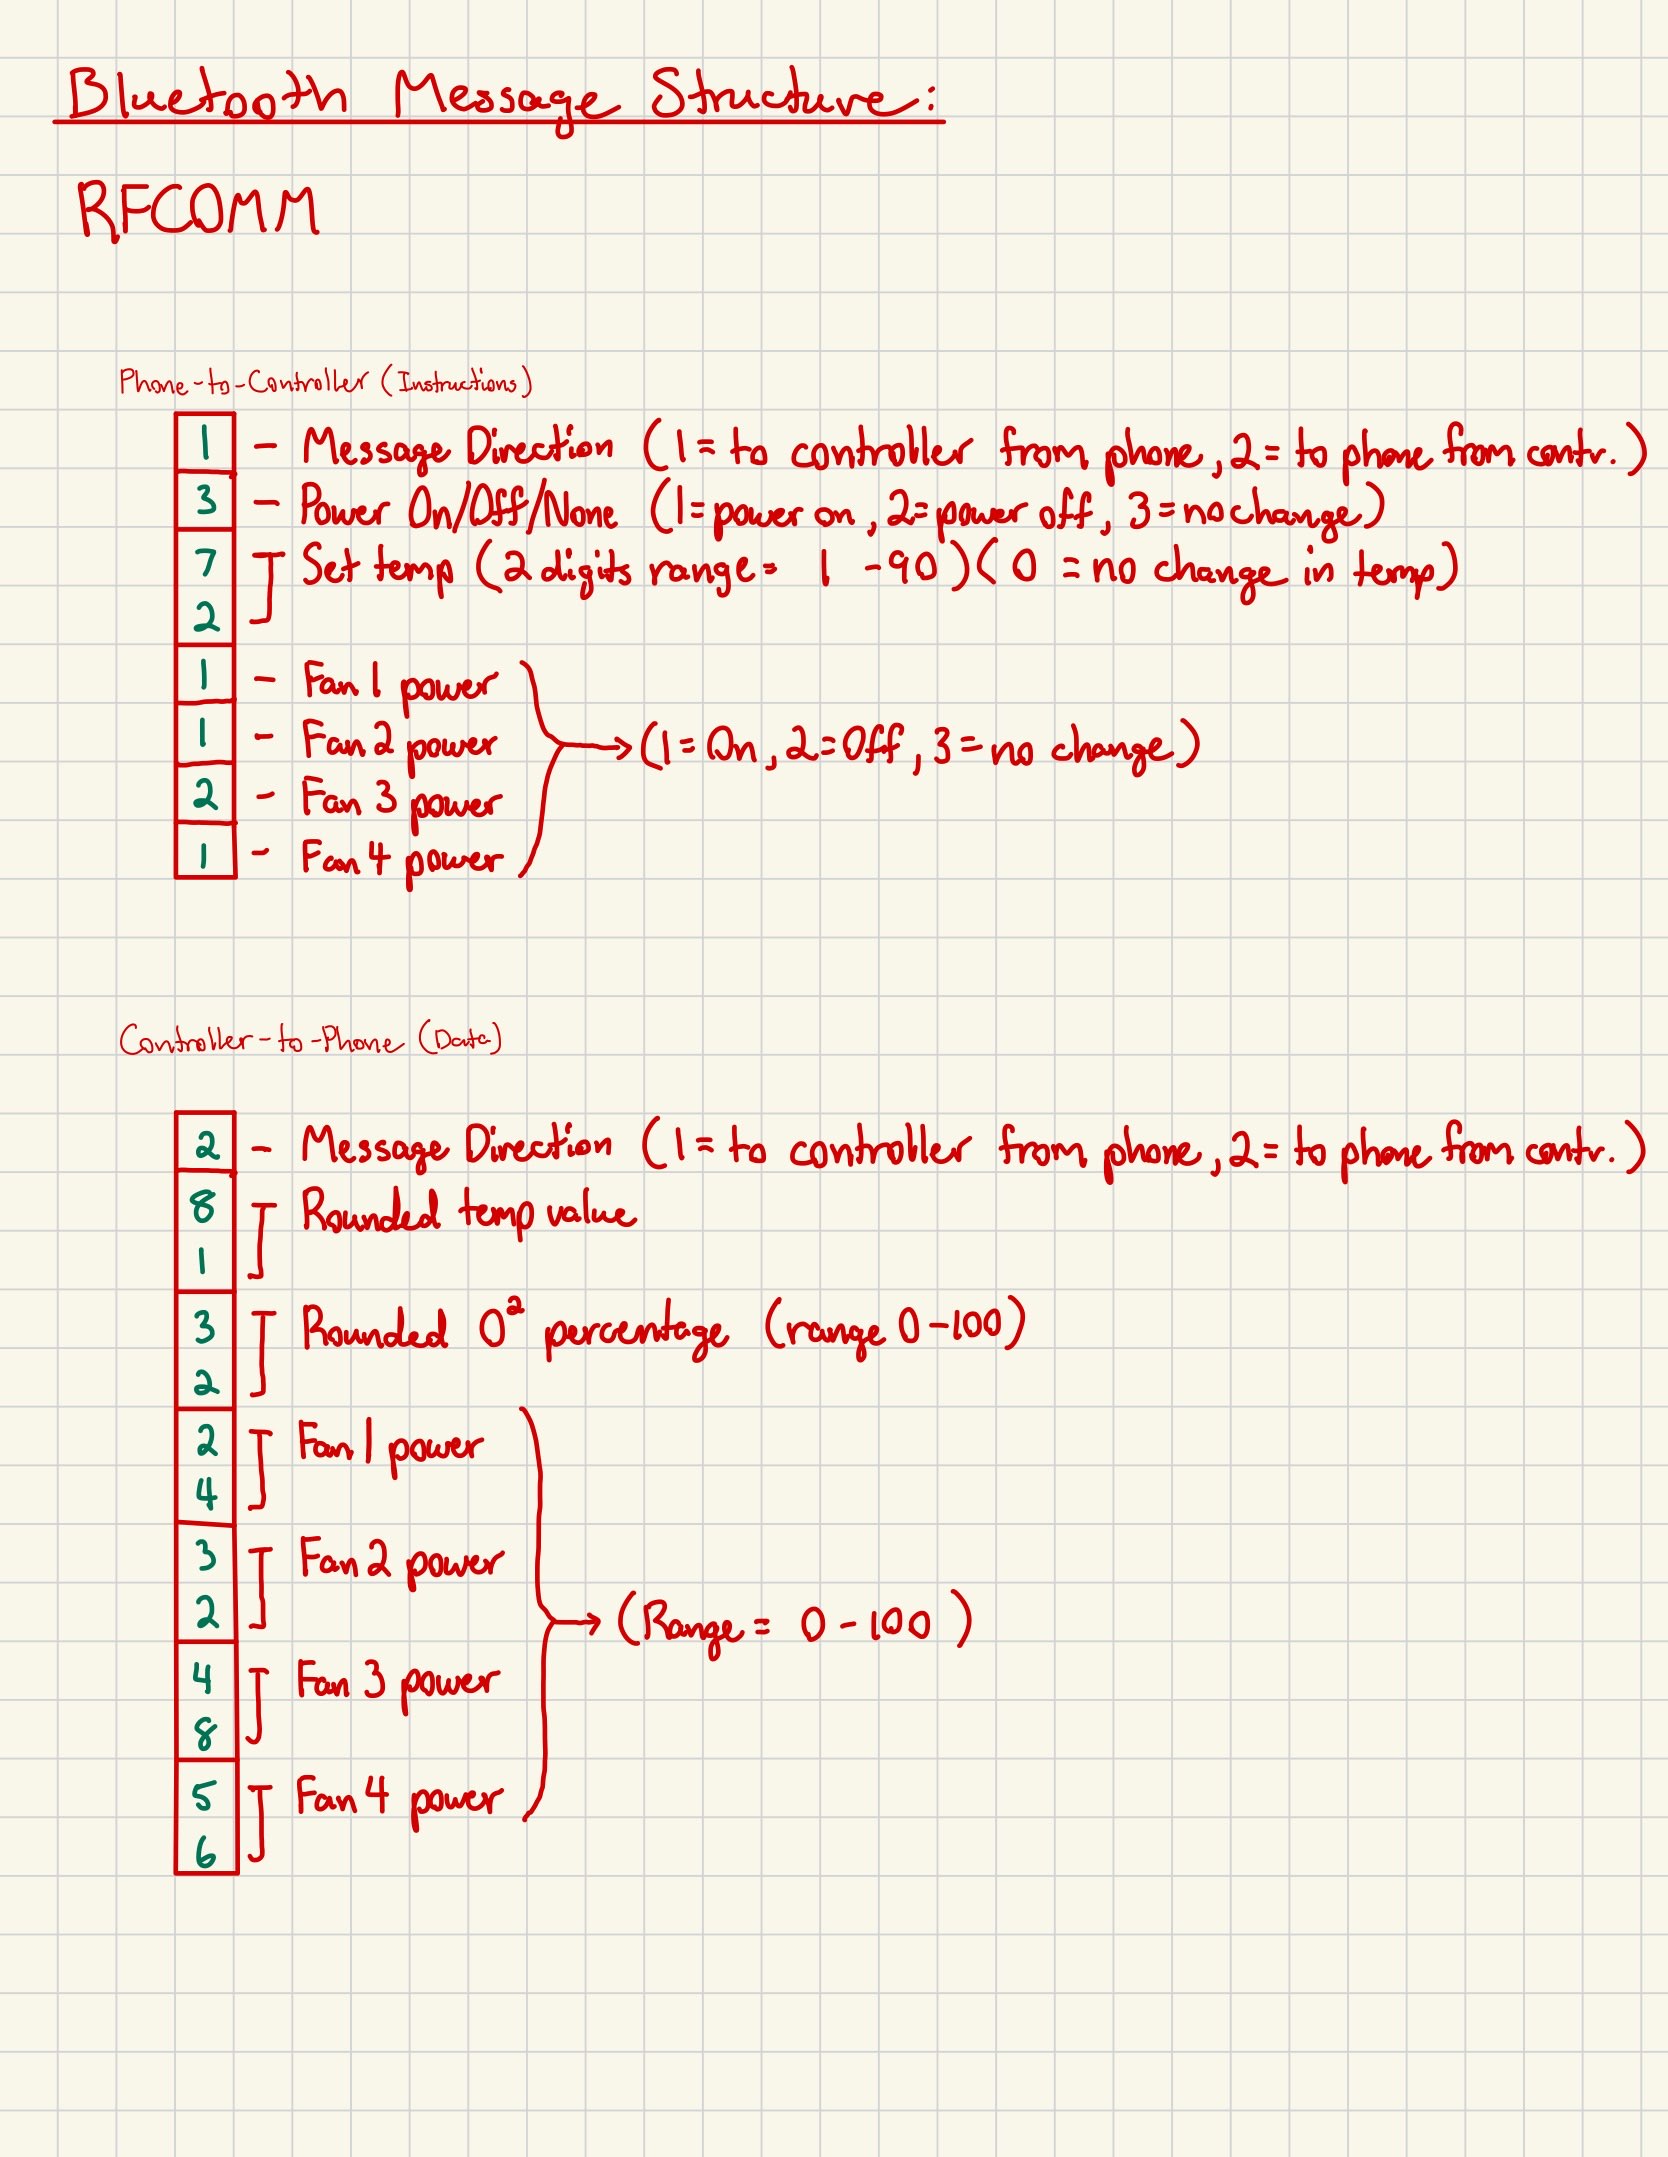 Bluetooth Message Structure:
RFCOMM
Phone-to-Controller (Instructions)
1 - Message Direction (1= to controller from phone, 2= to phone from contr.)
3 - Power On/Off/None (1=power on, 2=power off, 3=no change)
7 Set temp (2 digits range= 1 -90)(0 =no change in temp)
2
1 - Fan 1 power
1 - Fan 2 power (1=On, 2=Off, 3=no change)
2 - Fan 3 power
1 - Fan 4 power
Controller-to-Phone (Data)
2 - Message Direction (1= to controller from phone, 2= to phone from contr.)
8 Rounded temp value
1
3 Rounded O² percentage (range 0-100)
2
2 Fan 1 power
4
3 Fan 2 power
2 (Range= 0-100)
4 Fan 3 power
8
5 Fan 4 power
6